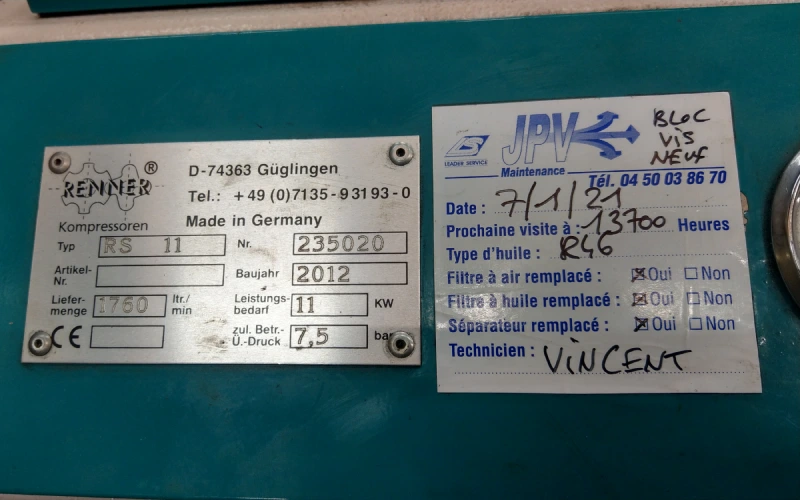 RENNER®
Kompressoren
D-74363 Güglingen
Tel.: +49 (0)7135-93193-0
Made in Germany
Typ RS 11
Nr. 235020
Artikel-
Nr.
Baujahr 2012
Liefer-
menge 1760 ltr./
min
Leistungs-
bedarf 11 KW
CE
zul. Betr.-
Ü.-Druck 7,5 bar
LEADER SERVICE
JPV
Maintenance
BLOC
VIS
NEUF
Tél. 04 50 03 86 70
Date : 7/1/21
Prochaine visite à : 13700 Heures
Type d'huile : R46
Filtre à air remplacé : ☒ Oui ☐ Non
Filtre à huile remplacé : ☒ Oui ☐ Non
Séparateur remplacé : ☒ Oui ☐ Non
Technicien : VINCENT